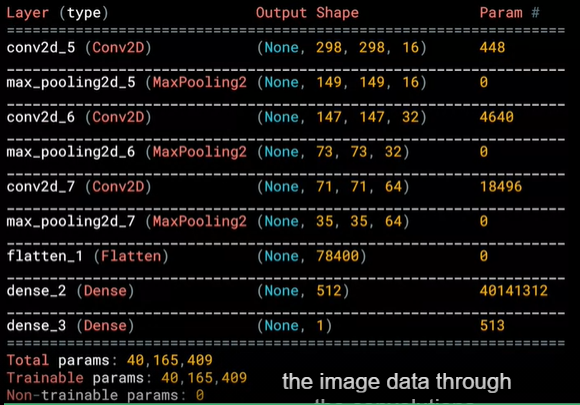 Layer (type) Output Shape Param #
conv2d_5 (Conv2D) (None, 298, 298, 16) 448
max_pooling2d_5 (MaxPooling2 (None, 149, 149, 16) 0
conv2d_6 (Conv2D) (None, 147, 147, 32) 4640
max_pooling2d_6 (MaxPooling2 (None, 73, 73, 32) 0
conv2d_7 (Conv2D) (None, 71, 71, 64) 18496
max_pooling2d_7 (MaxPooling2 (None, 35, 35, 64) 0
flatten_1 (Flatten) (None, 78400) 0
dense_2 (Dense) (None, 512) 40141312
dense_3 (Dense) (None, 1) 513
Total params: 40,165,409
Trainable params: 40,165,409
Non-trainable params: 0
the image data through